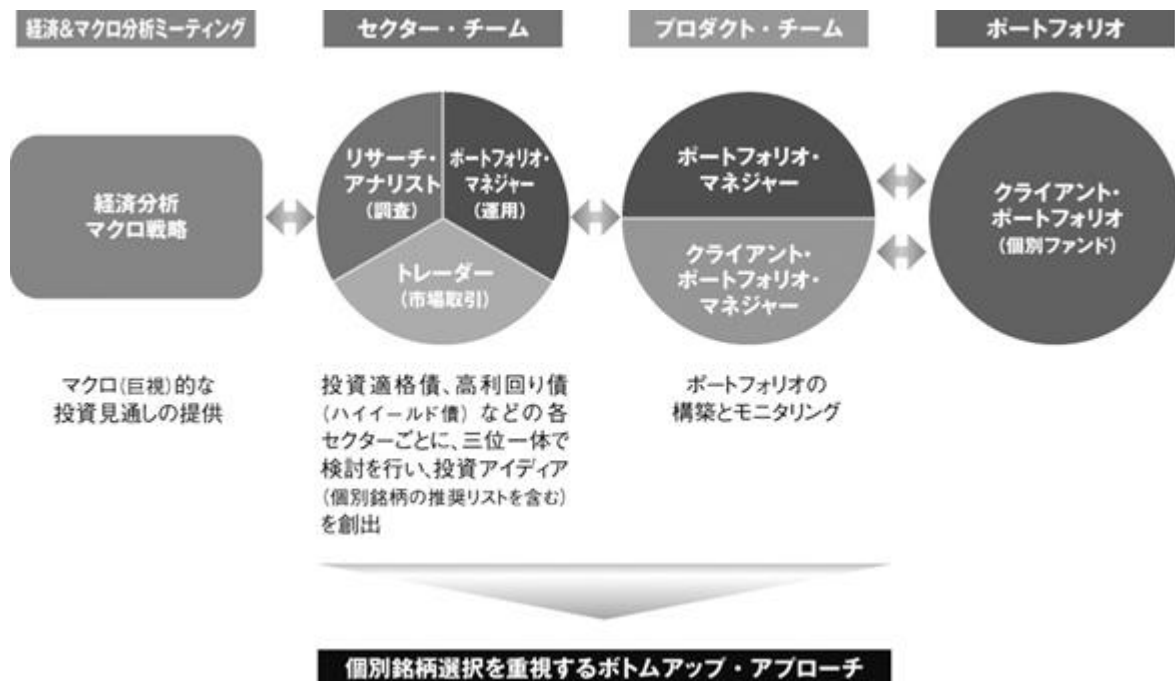 経済&マクロ分析ミーティング
セクター・チーム
プロダクト・チーム
ポートフォリオ
経済分析
マクロ戦略
リサーチ・
アナリスト
(調査)
ポートフォリオ・
マネジャー
(運用)
トレーダー
(市場取引)
ポートフォリオ・
マネジャー
クライアント・
ポートフォリオ・
マネジャー
クライアント・
ポートフォリオ
(個別ファンド)
マクロ(巨視)的な
投資見通しの提供
投資適格債、高利回り債
(ハイイールド債)などの各
セクターごとに、三位一体で
検討を行い、投資アイディア
(個別銘柄の推奨リストを含む)
を創出
ポートフォリオの
構築とモニタリング
個別銘柄選択を重視するボトムアップ・アプローチ